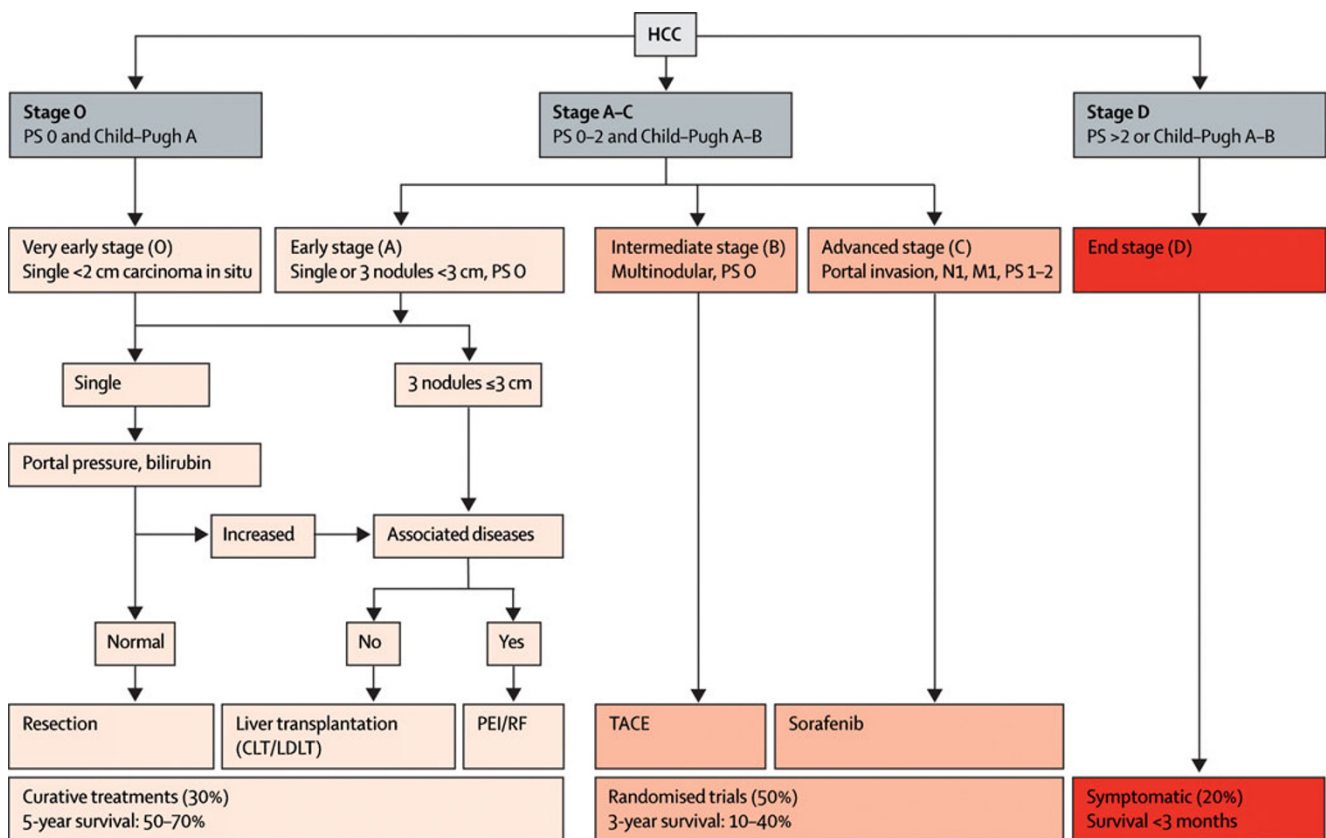 HCC
Stage O
PS 0 and Child–Pugh A
Stage A–C
PS 0–2 and Child–Pugh A–B
Stage D
PS >2 or Child–Pugh A–B
Very early stage (O)
Single <2 cm carcinoma in situ
Early stage (A)
Single or 3 nodules <3 cm, PS O
Intermediate stage (B)
Multinodular, PS O
Advanced stage (C)
Portal invasion, N1, M1, PS 1–2
End stage (D)
Single
3 nodules ≤3 cm
Portal pressure, bilirubin
Increased
Associated diseases
Normal
No
Yes
Resection
Liver transplantation
(CLT/LDLT)
PEI/RF
TACE
Sorafenib
Curative treatments (30%)
5-year survival: 50–70%
Randomised trials (50%)
3-year survival: 10–40%
Symptomatic (20%)
Survival <3 months